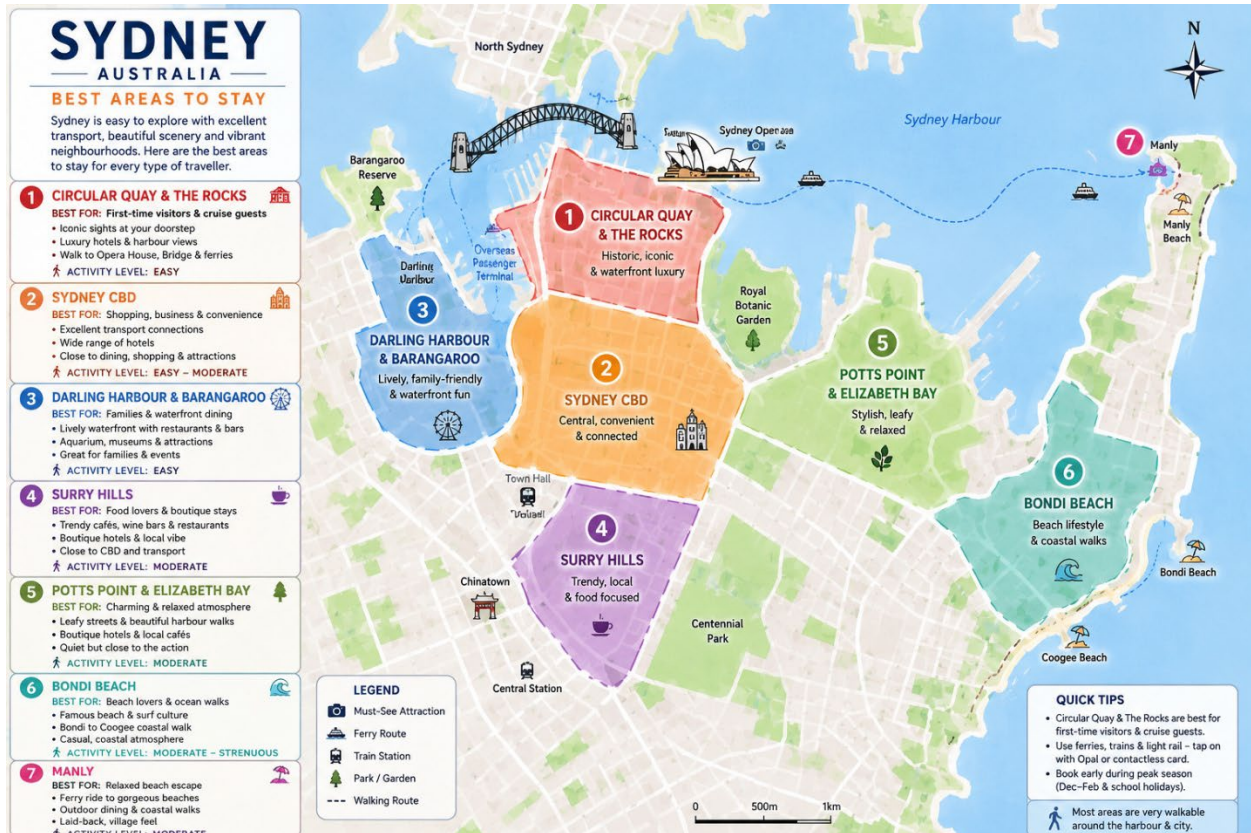 SYDNEY
AUSTRALIA
BEST AREAS TO STAY
Sydney is easy to explore with excellent
transport, beautiful scenery and vibrant
neighbourhoods. Here are the best areas
to stay for every type of traveller.
1 CIRCULAR QUAY & THE ROCKS
BEST FOR: First-time visitors & cruise guests
• Iconic sights at your doorstep
• Luxury hotels & harbour views
• Walk to Opera House, Bridge & ferries
ACTIVITY LEVEL: EASY
2 SYDNEY CBD
BEST FOR: Shopping, business & convenience
• Excellent transport connections
• Wide range of hotels
• Close to dining, shopping & attractions
ACTIVITY LEVEL: EASY – MODERATE
3 DARLING HARBOUR & BARANGAROO
BEST FOR: Families & waterfront dining
• Lively waterfront with restaurants & bars
• Aquarium, museums & attractions
• Great for families & events
ACTIVITY LEVEL: EASY
4 SURRY HILLS
BEST FOR: Food lovers & boutique stays
• Trendy cafés, wine bars & restaurants
• Boutique hotels & local vibe
• Close to CBD and transport
ACTIVITY LEVEL: MODERATE
5 POTTS POINT & ELIZABETH BAY
BEST FOR: Charming & relaxed atmosphere
• Leafy streets & beautiful harbour walks
• Boutique hotels & local cafés
• Quiet but close to the action
ACTIVITY LEVEL: MODERATE
6 BONDI BEACH
BEST FOR: Beach lovers & ocean walks
• Famous beach & surf culture
• Bondi to Coogee coastal walk
• Casual, coastal atmosphere
ACTIVITY LEVEL: MODERATE – STRENUOUS
7 MANLY
BEST FOR: Relaxed beach escape
• Ferry ride to gorgeous beaches
• Outdoor dining & coastal walks
• Laid-back, village feel
ACTIVITY LEVEL: MODERATE
North Sydney
N
Sydney Harbour
Sydney
Barangaroo
Reserve
7
Manly
Manly
Beach
1 CIRCULAR QUAY
& THE ROCKS
Historic, iconic
& waterfront luxury
Overseas
Passenger
Terminal
Darling
Royal
Botanic
Garden
3
DARLING HARBOUR
& BARANGAROO
Lively, family-friendly
& waterfront fun
2
SYDNEY CBD
Central, convenient
& connected
5
POTTS POINT
& ELIZABETH BAY
Stylish, leafy
& relaxed
6
BONDI BEACH
Beach lifestyle
& coastal walks
Town Hall
4
SURRY HILLS
Trendy, local
& food focused
Chinatown
Central Station
Centennial
Park
Bondi Beach
Coogee Beach
LEGEND
Must-See Attraction
Ferry Route
Train Station
Park / Garden
Walking Route
0 500m 1km
QUICK TIPS
• Circular Quay & The Rocks are best for
first-time visitors & cruise guests.
• Use ferries, trains & light rail – tap on
with Opal or contactless card.
• Book early during peak season
(Dec–Feb & school holidays).
Most areas are very walkable
around the harbour & city.